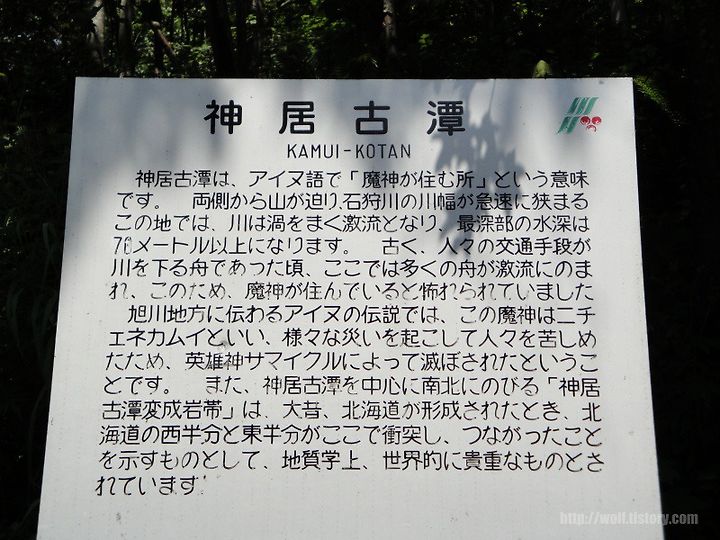 神居古潭
KAMUI-KOTAN
神居古潭は、アイヌ語で「魔神が住む所」という意味
です。 両側から山が迫り,石狩川の川幅が急速に狭まる
この地では、川は渦をまく激流となり、最深部の水深は
70メートル以上になります。 古く、人々の交通手段が
川を下る舟であった頃、ここでは多くの舟が激流にのま
れ、このため、魔神が住んでいると怖れられていました
旭川地方に伝わるアイヌの伝説では、この魔神はニチ
ェネカムイといい、様々な災いを起こして人々を苦しめ
たため、英雄神サマイクルによって滅ぼされたというこ
とです。 また、神居古潭を中心に南北にのびる「神居
古潭変成岩帯」は、大昔、北海道が形成されたとき、北
海道の西半分と東半分がここで衝突し、つながったこと
を示すものとして、地質学上、世界的に貴重なものとさ
れています
http://wolf.tistory.com